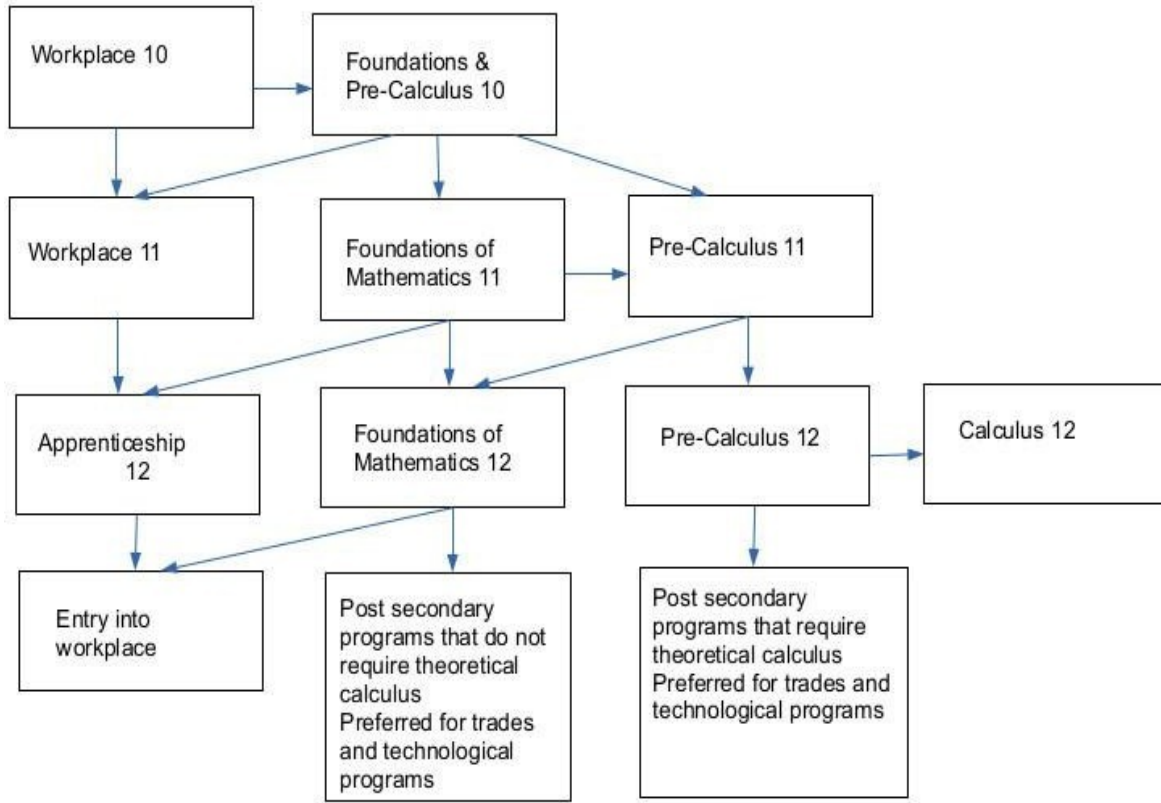 Workplace 10
Foundations &
Pre-Calculus 10
Workplace 11
Foundations of
Mathematics 11
Pre-Calculus 11
Apprenticeship
12
Foundations of
Mathematics 12
Pre-Calculus 12
Calculus 12
Entry into
workplace
Post secondary
programs that do not
require theoretical
calculus
Preferred for trades
and technological
programs
Post secondary
programs that require
theoretical calculus
Preferred for trades and
technological programs